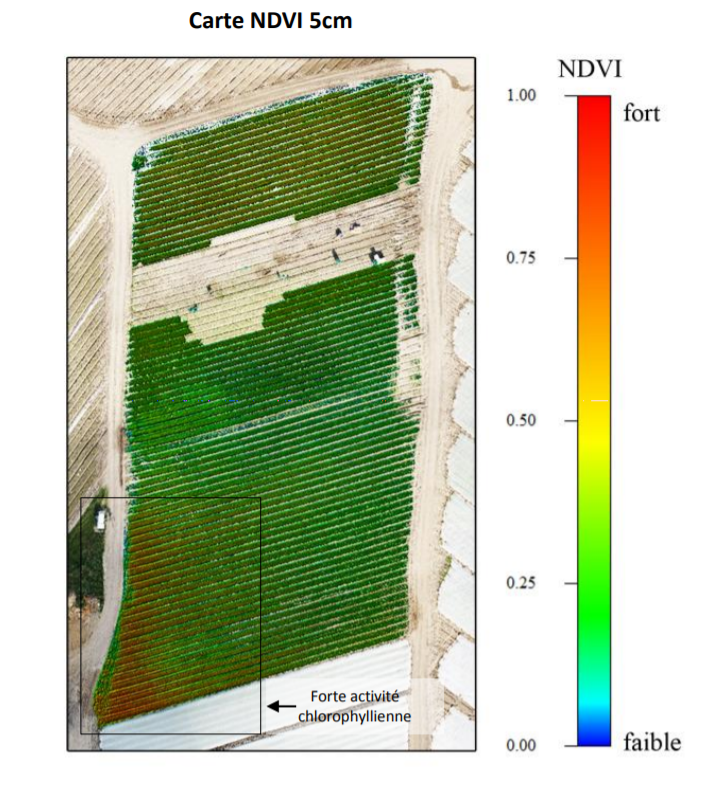 Carte NDVI 5cm
NDVI
1.00
fort
0.75
0.50
0.25
0.00
faible
Forte activité
chlorophyllienne